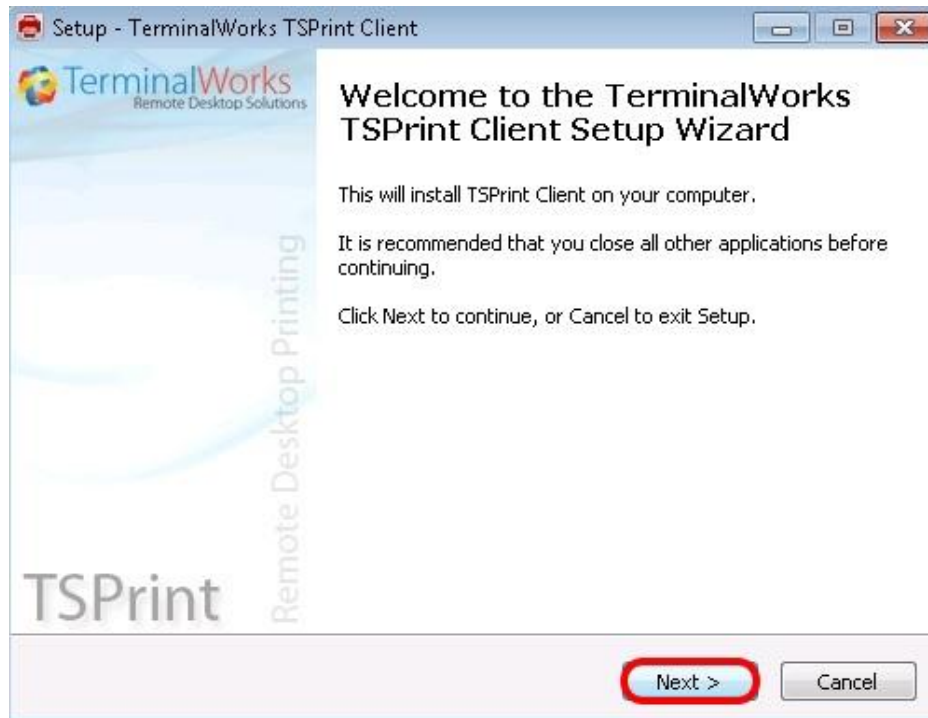 Setup - TerminalWorks TSPrint Client
TerminalWorks
Remote Desktop Solutions
Welcome to the TerminalWorks
TSPrint Client Setup Wizard
This will install TSPrint Client on your computer.
It is recommended that you close all other applications before
continuing.
Click Next to continue, or Cancel to exit Setup.
Remote Desktop Printing
TSPrint
Next >
Cancel